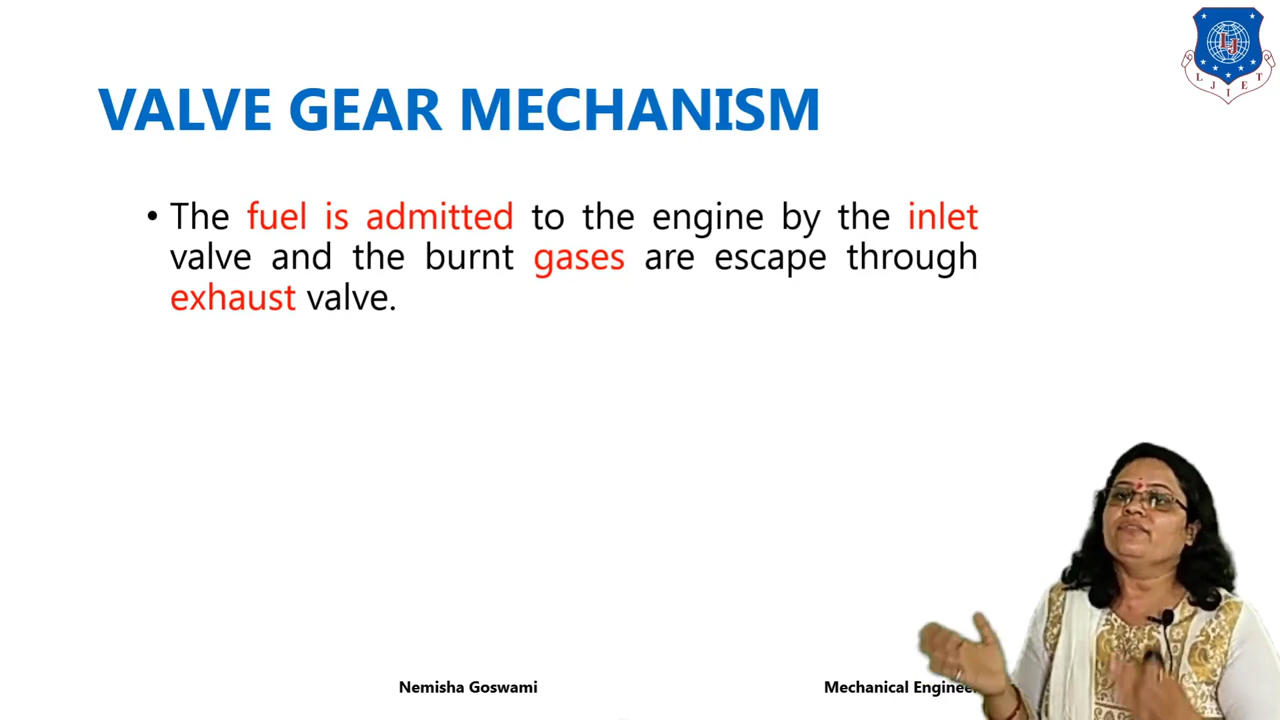 L J I E T
VALVE GEAR MECHANISM
• The fuel is admitted to the engine by the inlet
valve and the burnt gases are escape through
exhaust valve.
Nemisha Goswami
Mechanical